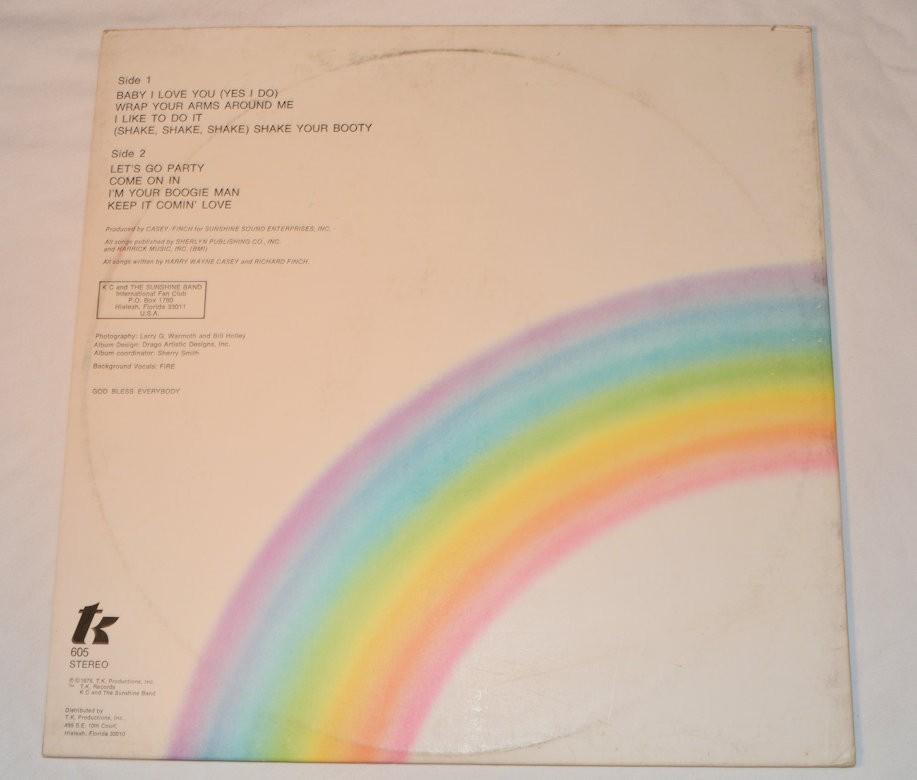 Side 1
BABY I LOVE YOU (YES I DO)
WRAP YOUR ARMS AROUND ME
I LIKE TO DO IT
(SHAKE, SHAKE, SHAKE) SHAKE YOUR BOOTY
Side 2
LET'S GO PARTY
COME ON IN
I'M YOUR BOOGIE MAN
KEEP IT COMIN' LOVE
Produced by CASEY/FINCH for SUNSHINE SOUND ENTERPRISES, INC.
All songs published by SHERLYN PUBLISHING CO., INC.
and HARRICK MUSIC, INC. (BMI)
All songs written by HARRY WAYNE CASEY and RICHARD FINCH.
K C and THE SUNSHINE BAND
International Fan Club
P.O. Box 1780
Hialeah, Florida 33011
U.S.A.
Photography: Larry G. Warmoth and Bill Holley
Album Design: Drago Artistic Designs, Inc.
Album coordinator: Sherry Smith
Background Vocals: FIRE
GOD BLESS EVERYBODY
tk
605
STEREO
℗ © 1976, T.K. Productions, Inc.
™ T.K. Records
K C and The Sunshine Band
Distributed by
T.K. Productions, Inc.
495 S.E. 10th Court,
Hialeah, Florida 33010